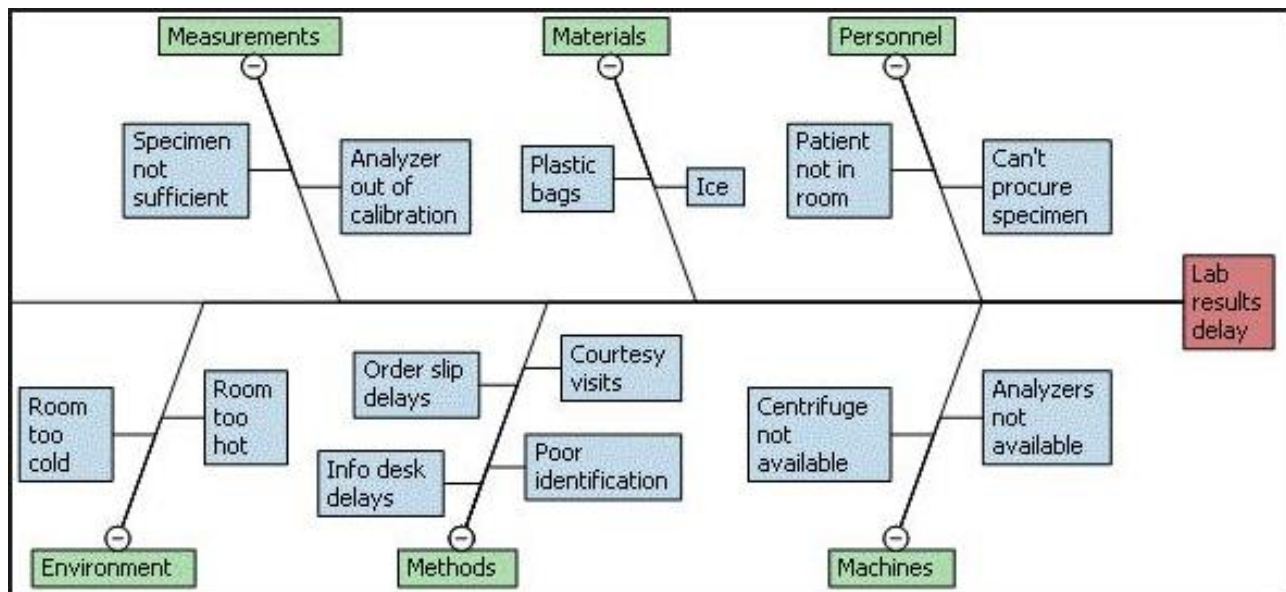 Measurements
Materials
Personnel
Specimen
not
sufficient
Analyzer
out of
calibration
Plastic
bags
Ice
Patient
not in
room
Can't
procure
specimen
Lab
results
delay
Room
too
cold
Room
too
hot
Order slip
delays
Courtesy
visits
Info desk
delays
Poor
identification
Centrifuge
not
available
Analyzers
not
available
Environment
Methods
Machines